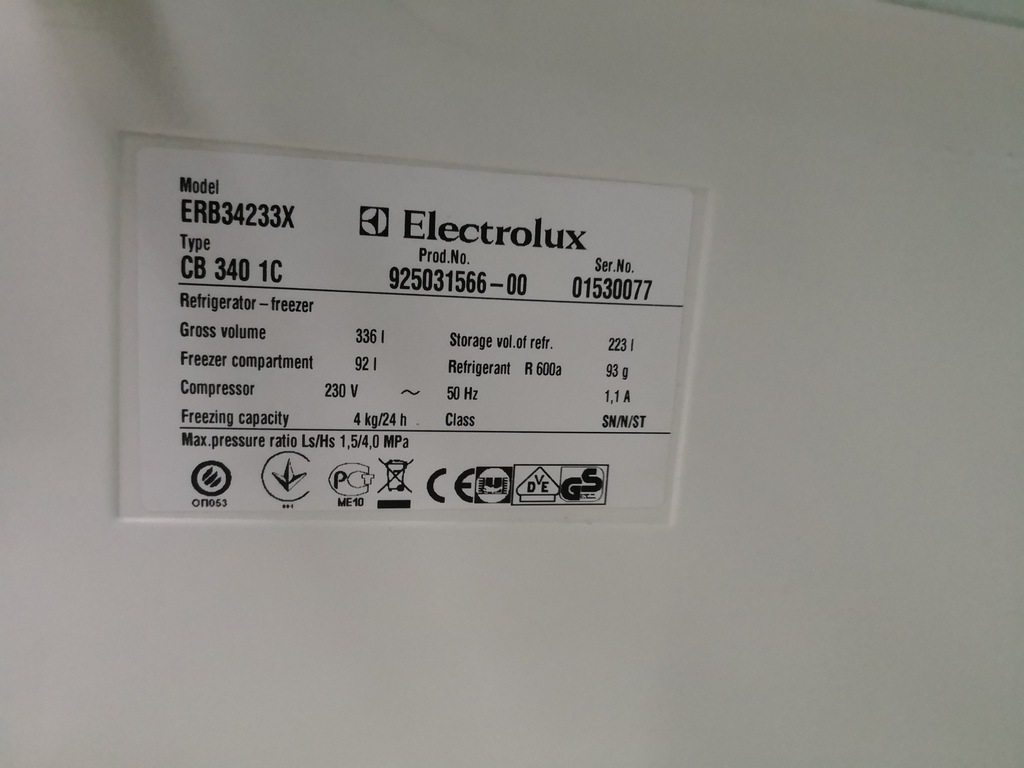 Model
ERB34233X
Electrolux
Type
Prod.No.
Ser.No.
CB 340 1C
925031566-00
01530077
Refrigerator-freezer
Gross volume 336 l
Storage vol.of refr. 223 l
Freezer compartment 92 l
Refrigerant R 600a 93 g
Compressor 230 V ~ 50 Hz 1,1 A
Freezing capacity 4 kg/24 h
Class SN/N/ST
Max.pressure ratio Ls/Hs 1,5/4,0 MPa
ОП053
МЕ10
CE
DVE
GS